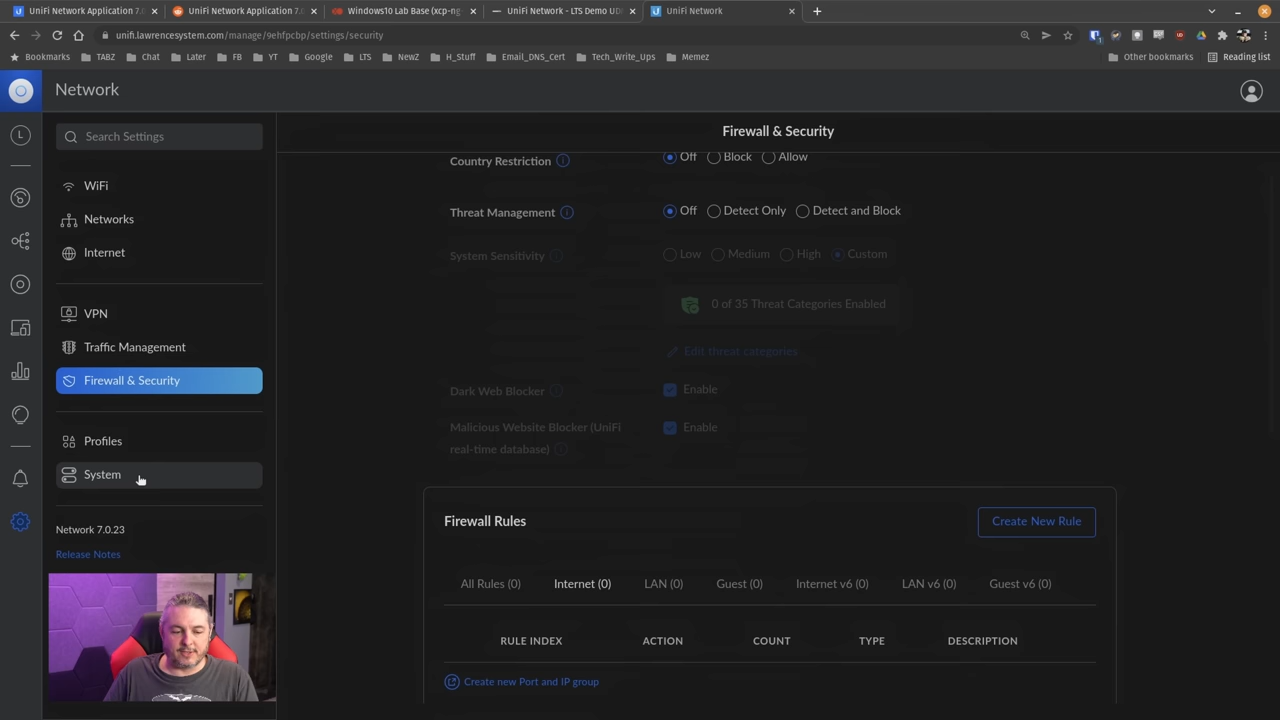 UniFi Network Application 7.0
UniFi Network Application 7.0
Windows10 Lab Base (xcp-ng
UniFi Network - LTS Demo UD
UniFi Network
unifi.lawrencesystem.com/manage/9ehfpcbp/settings/security
Bookmarks
TABZ
Chat
Later
FB
YT
Google
LTS
NewZ
H_Stuff
Email_DNS_Cert
Tech_Write_Ups
Memez
Other bookmarks
Reading list
Network
Search Settings
WiFi
Networks
Internet
VPN
Traffic Management
Firewall & Security
Profiles
System
Network 7.0.23
Release Notes
Firewall & Security
Country Restriction
Off
Block
Allow
Threat Management
Off
Detect Only
Detect and Block
System Sensitivity
Low
Medium
High
Custom
0 of 35 Threat Categories Enabled
Edit threat categories
Dark Web Blocker
Enable
Malicious Website Blocker (UniFi
real-time database)
Enable
Firewall Rules
Create New Rule
All Rules (0)
Internet (0)
LAN (0)
Guest (0)
Internet v6 (0)
LAN v6 (0)
Guest v6 (0)
RULE INDEX
ACTION
COUNT
TYPE
DESCRIPTION
Create new Port and IP group